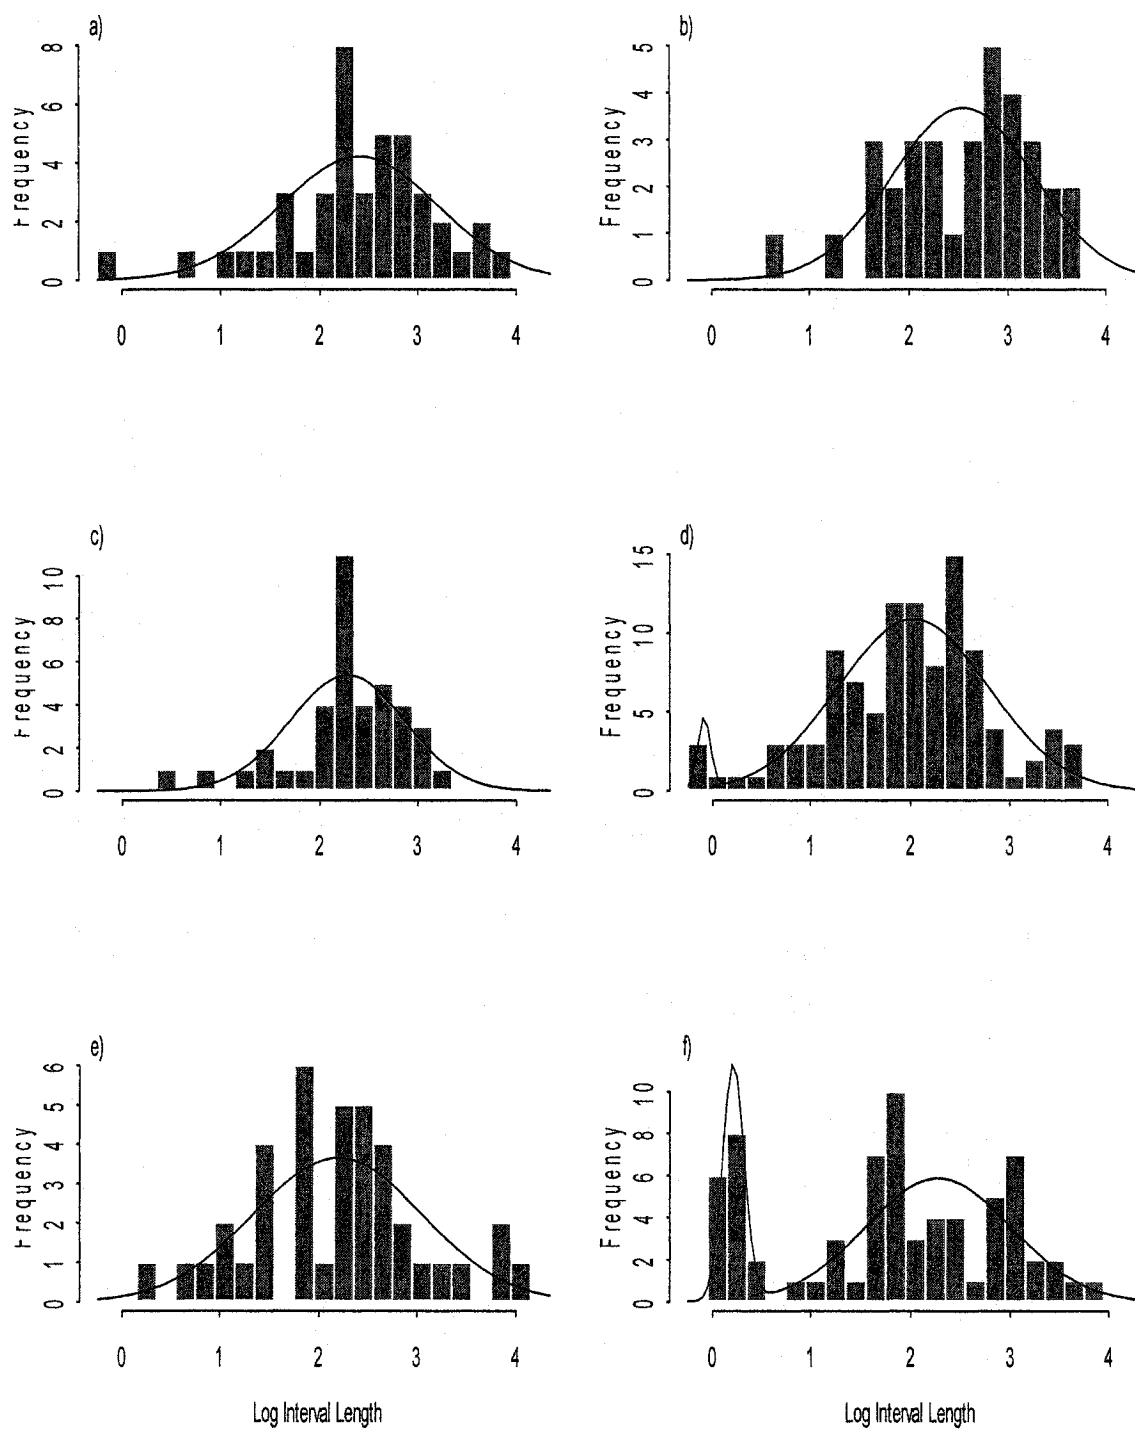 a)
Frequency
0 2 4 6 8
0 1 2 3 4
b)
Frequency
0 1 2 3 4 5
0 1 2 3 4
c)
Frequency
0 2 4 6 8 10
0 1 2 3 4
d)
Frequency
0 5 10 15
0 1 2 3 4
e)
Frequency
0 1 2 3 4 5 6
0 1 2 3 4
Log Interval Length
f)
Frequency
0 2 4 6 8 10
0 1 2 3 4
Log Interval Length